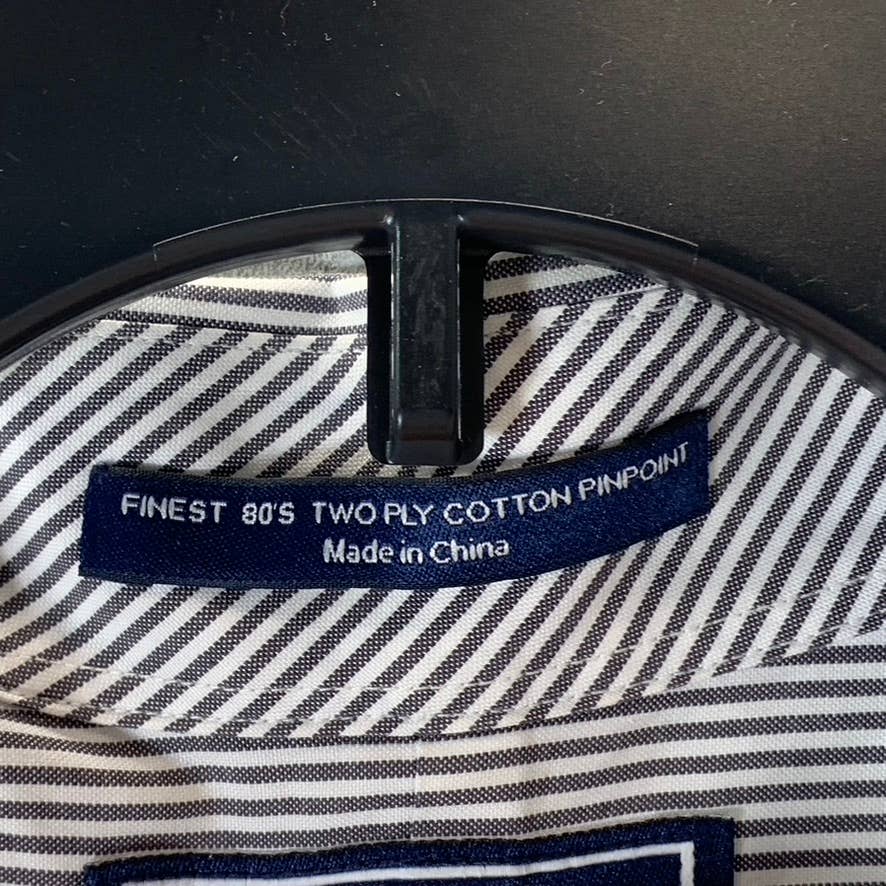 FINEST 80'S TWO PLY COTTON PINPOINT
Made in China